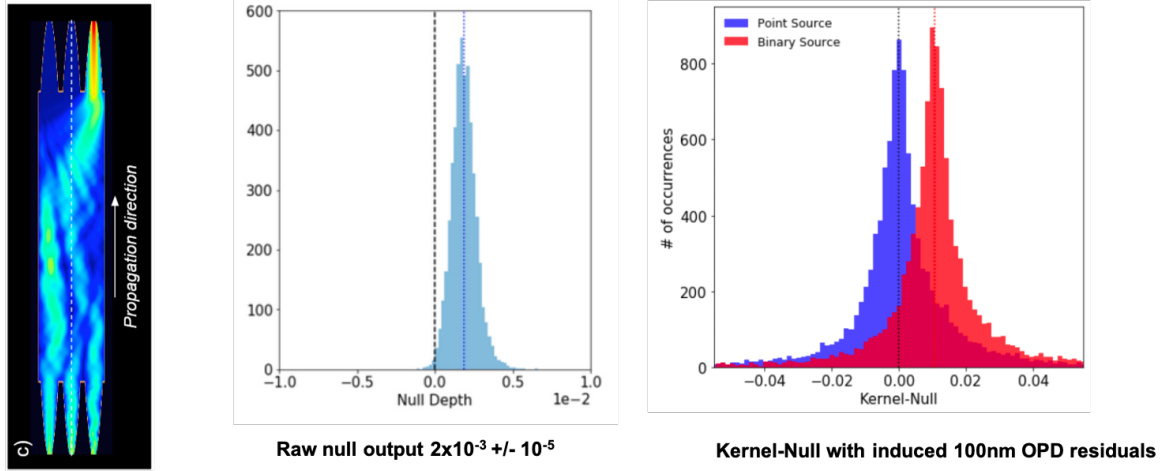 c)
Propagation direction
600
500
400
300
200
100
0
−1.0 −0.5 0.0 0.5 1.0
1e−2
Null Depth
Raw null output 2x10⁻³ +/- 10⁻⁵
Point Source
Binary Source
# of occurrences
800
600
400
200
0
−0.04 −0.02 0.00 0.02 0.04
Kernel-Null
Kernel-Null with induced 100nm OPD residuals